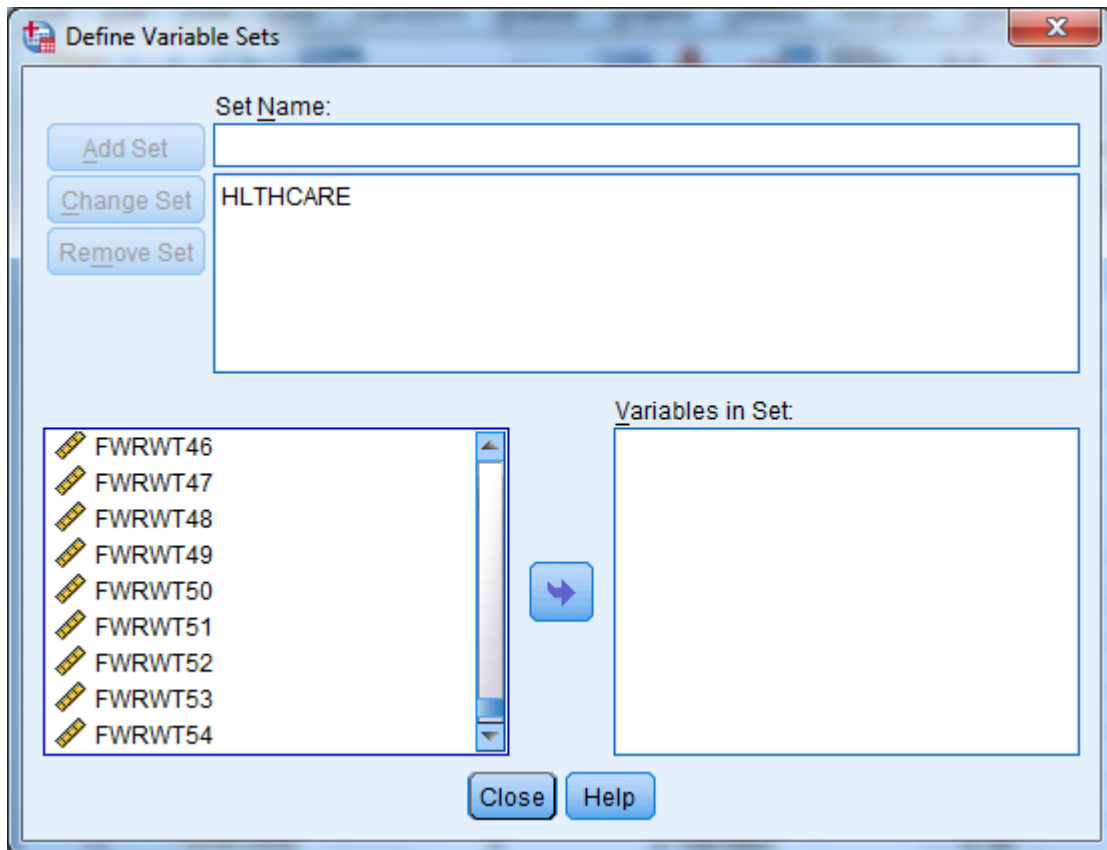 Define Variable Sets
Set Name:
Add Set
Change Set
HLTHCARE
Remove Set
Variables in Set:
FWRWT46
FWRWT47
FWRWT48
FWRWT49
FWRWT50
FWRWT51
FWRWT52
FWRWT53
FWRWT54
Close Help